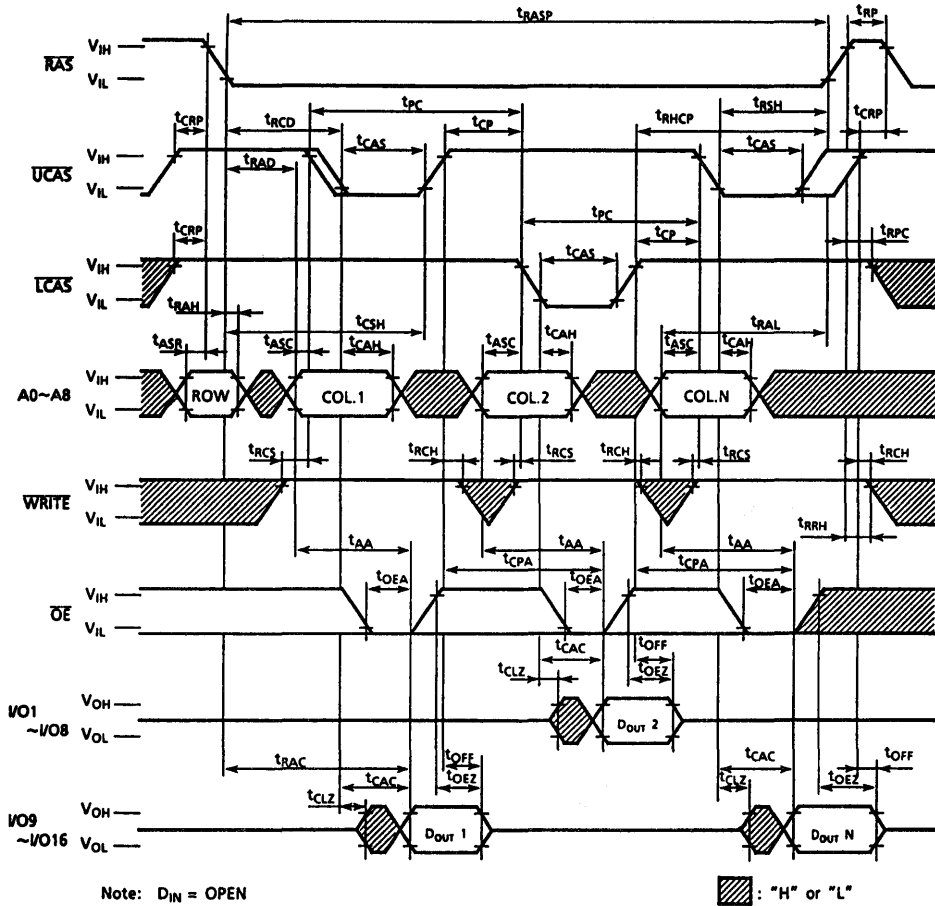 tRASP tRP
VIH
RAS
VIL
tPC tRSH
tCRP tRCD tCP tRHCP tCRP
tCAS tCAS
VIH
UCAS tRAD
VIL
tPC
tCRP tCP tRPC
tCAS
VIH
LCAS
VIL
tRAH tCSH tRAL
tASR tASC tCAH tASC tCAH tASC tCAH
VIH
A0~A8 ROW COL.1 COL.2 COL.N
VIL
tRCS tRCH tRCS tRCH tRCS tRCH
VIH
WRITE
VIL
tRRH
tAA tAA tAA
tOEA tCPA tOEA tCPA tOEA
VIH
OE
VIL
tCAC tOFF
tCLZ tOEZ
VOH
I/O1
~I/O8 DOUT 2
VOL
tRAC tOFF tCAC tOFF
tCAC tOEZ tCLZ tOEZ
tCLZ
VOH
I/O9
~I/O16 DOUT 1 DOUT N
VOL
Note: DIN = OPEN : "H" or "L"